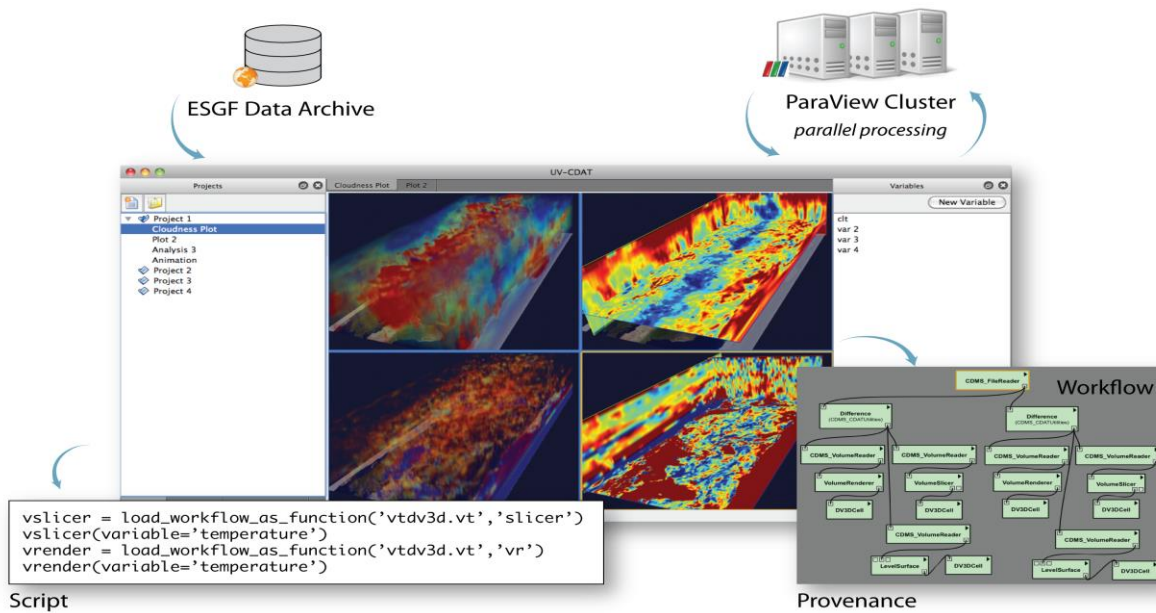 ESGF Data Archive
ParaView Cluster
parallel processing
UV-CDAT
Projects
Cloudness Plot
Plot 2
Variables
New Variable
Project 1
Cloudness Plot
Plot 2
Analysis 3
Animation
Project 2
Project 3
Project 4
clt
var 2
var 3
var 4
Workflow
CDMS_FileReader
Difference
(CDMS_CDATUtilities)
Difference
(CDMS_CDATUtilities)
CDMS_VolumeReader
CDMS_VolumeReader
CDMS_VolumeReader
CDMS_VolumeReader
VolumeRenderer
VolumeSlicer
VolumeRenderer
VolumeSlicer
DV3DCell
DV3DCell
DV3DCell
DV3DCell
CDMS_VolumeReader
CDMS_VolumeReader
LevelSurface
DV3DCell
LevelSurface
DV3DCell
vslicer = load_workflow_as_function('vtdv3d.vt','slicer')
vslicer(variable='temperature')
vrender = load_workflow_as_function('vtdv3d.vt','vr')
vrender(variable='temperature')
Script
Provenance